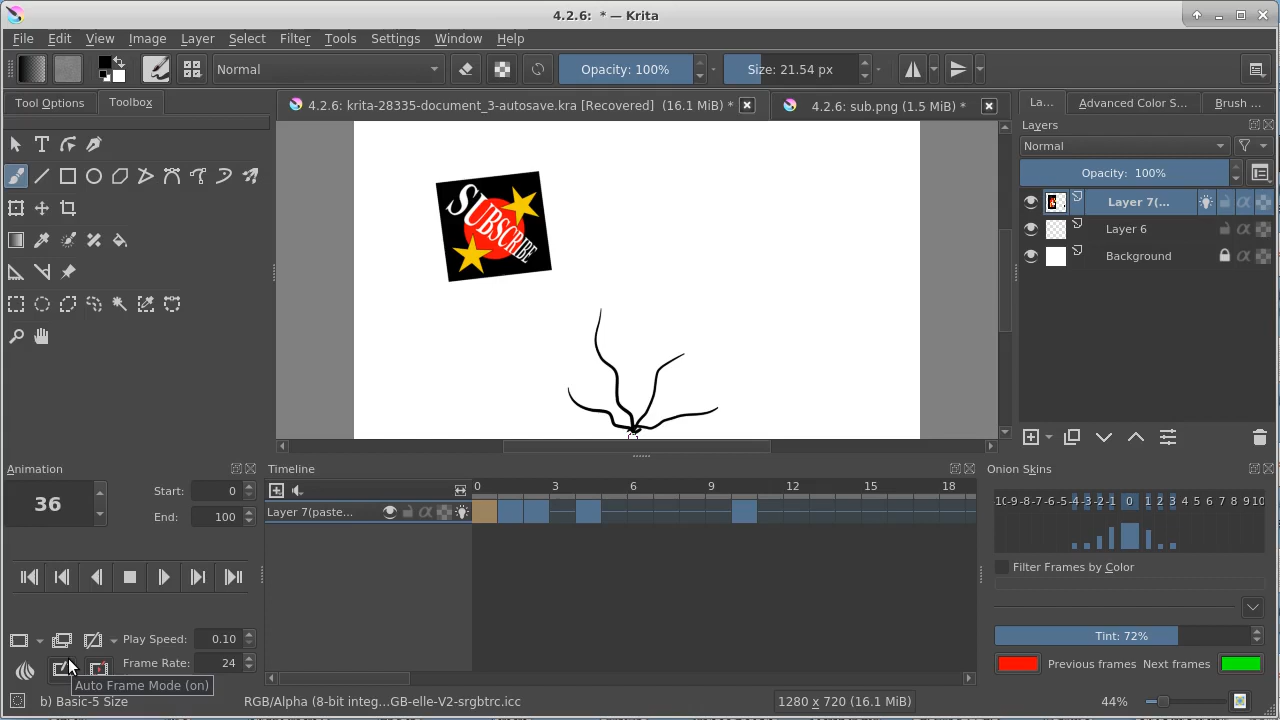 4.2.6:  * — Krita
File Edit View Image Layer Select Filter Tools Settings Window Help
Normal Opacity: 100% Size: 21.54 px
Tool Options Toolbox 4.2.6: krita-28335-document_3-autosave.kra [Recovered]  (16.1 MiB) * 4.2.6: sub.png (1.5 MiB) * La... Advanced Color S... Brush ...
Layers
Normal
Opacity:  100%
Layer 7(...
Layer 6
Background
SUBSCRIBE
Animation Timeline Onion Skins
36 Start: 0
End: 100
0 3 6 9 12 15 18
Layer 7(paste...
10-9-8-7-6-5-4-3-2-1 0 1 2 3 4 5 6 7 8 9 10
Filter Frames by Color
Play Speed: 0.10
Tint: 72%
Frame Rate: 24
Previous frames Next frames
Auto Frame Mode (on)
b) Basic-5 Size RGB/Alpha (8-bit integ...GB-elle-V2-srgbtrc.icc 1280 x 720 (16.1 MiB) 44%